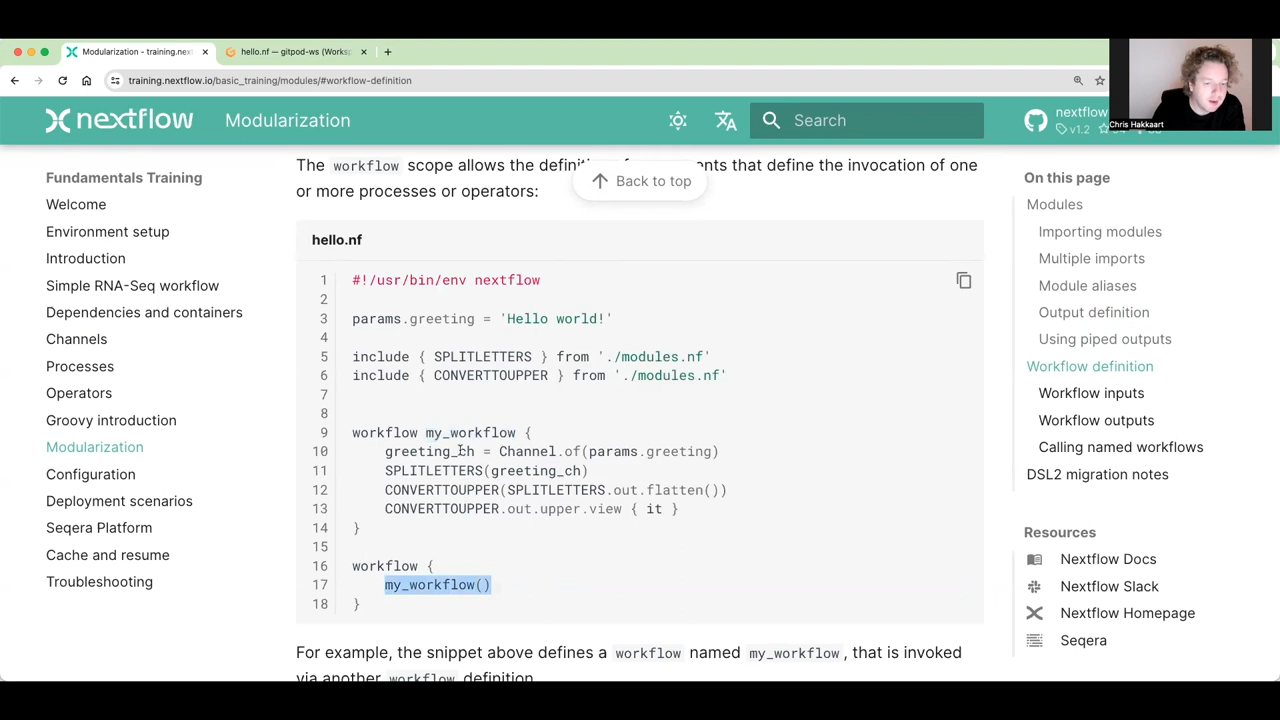 Modularization - training.nex
hello.nf — gitpod-ws (Works
training.nextflow.io/basic_training/modules/#workflow-definition
nextflow
Modularization
Search
nextflow
v1.2
Chris Hakkaart
Fundamentals Training
Welcome
Environment setup
Introduction
Simple RNA-Seq workflow
Dependencies and containers
Channels
Processes
Operators
Groovy introduction
Modularization
Configuration
Deployment scenarios
Seqera Platform
Cache and resume
Troubleshooting
The workflow scope allows the that define the invocation of one
or more processes or operators:
Back to top
hello.nf
1 #!/usr/bin/env nextflow
2
3 params.greeting = 'Hello world!'
4
5 include { SPLITLETTERS } from './modules.nf'
6 include { CONVERTTOUPPER } from './modules.nf'
7
8
9 workflow my_workflow {
10 greeting_ch = Channel.of(params.greeting)
11 SPLITLETTERS(greeting_ch)
12 CONVERTTOUPPER(SPLITLETTERS.out.flatten())
13 CONVERTTOUPPER.out.upper.view { it }
14 }
15
16 workflow {
17 my_workflow()
18 }
For example, the snippet above defines a workflow named my_workflow, that is invoked
via another workflow definition.
On this page
Modules
Importing modules
Multiple imports
Module aliases
Output definition
Using piped outputs
Workflow definition
Workflow inputs
Workflow outputs
Calling named workflows
DSL2 migration notes
Resources
Nextflow Docs
Nextflow Slack
Nextflow Homepage
Seqera